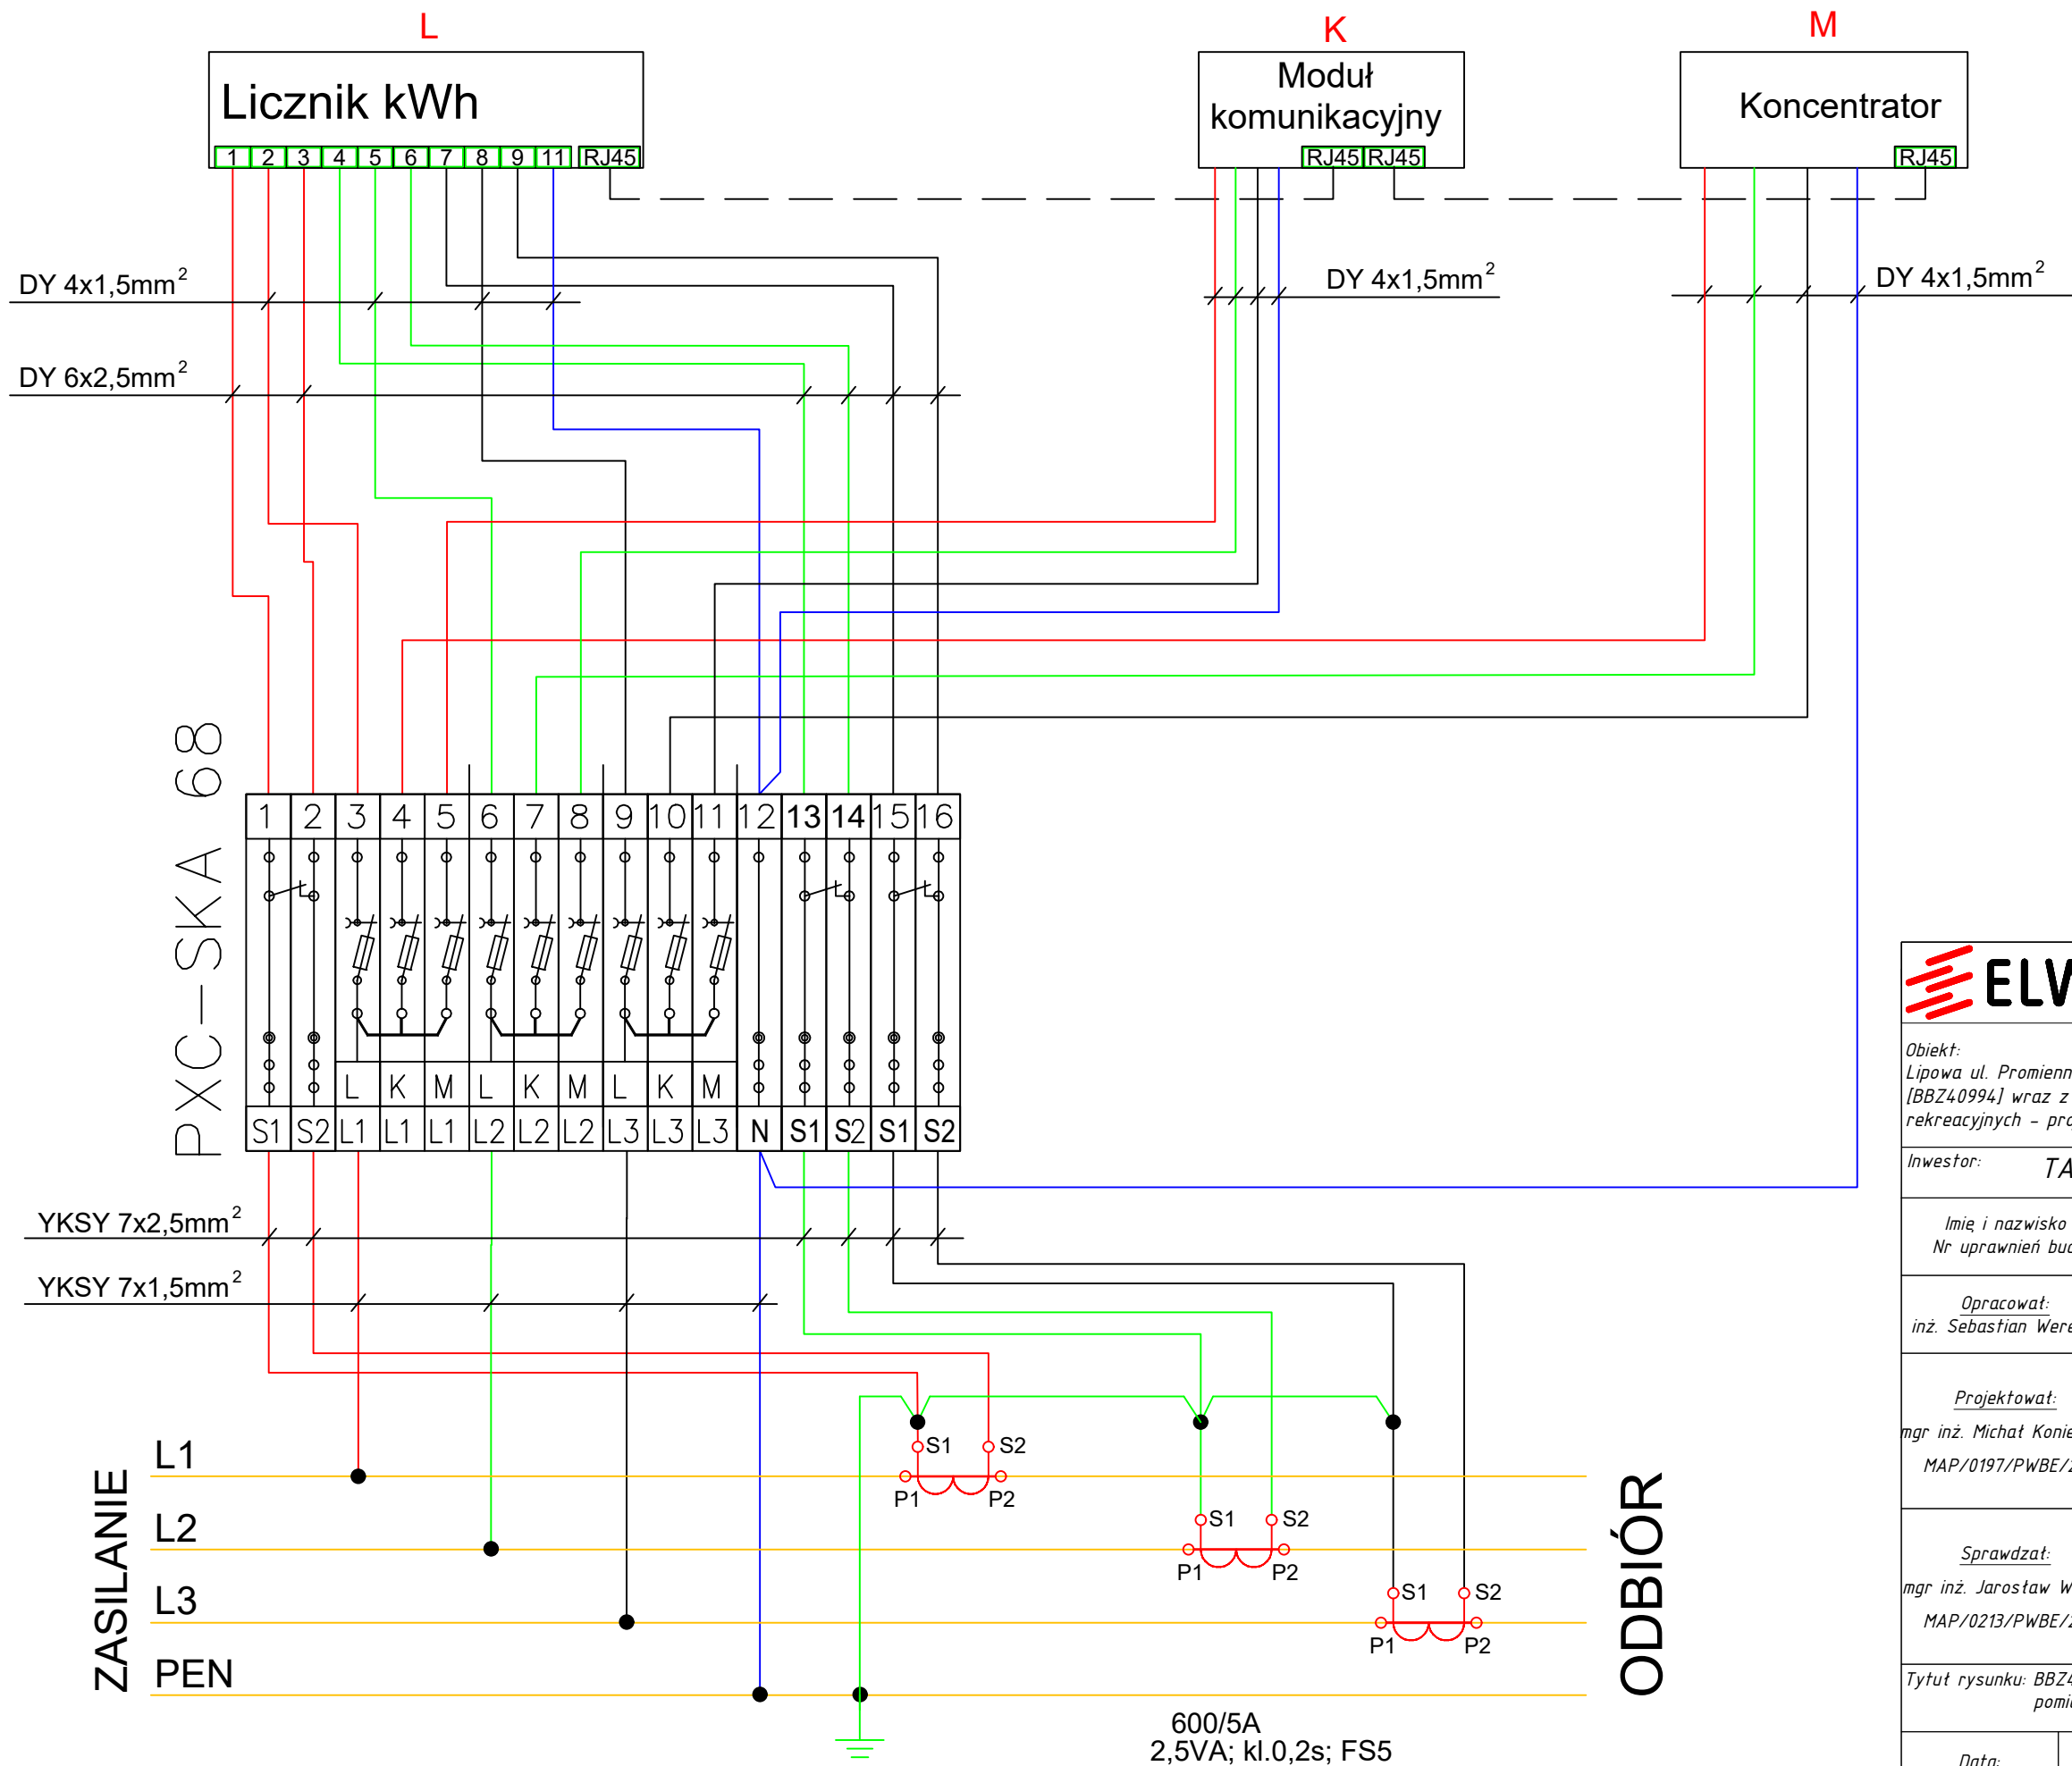 L
K
M
Licznik kWh
1 2 3 4 5 6 7 8 9 11 RJ45
Moduł
komunikacyjny
RJ45 RJ45
Koncentrator
RJ45
DY 4x1,5mm²
DY 4x1,5mm²
DY 4x1,5mm²
DY 6x2,5mm²
PXC-SKA 68
1 2 3 4 5 6 7 8 9 10 11 12 13 14 15 16
L K M L K M L K M
S1 S2 L1 L1 L1 L2 L2 L2 L3 L3 L3 N S1 S2 S1 S2
YKSY 7x2,5mm²
YKSY 7x1,5mm²
ZASILANIE
L1
L2
L3
PEN
S1 S2
P1 P2
S1 S2
P1 P2
S1 S2
P1 P2
ODBIÓR
600/5A
2,5VA; kl.0,2s; FS5
Obiekt:
Lipowa ul. Promienn
[BBZ40994] wraz z
rekreacyjnych - pro
Inwestor: TA
Imię i nazwisko
Nr uprawnień bud
Opracował:
inż. Sebastian Were
Projektował:
mgr inż. Michał Konie
MAP/0197/PWBE/
Sprawdzał:
mgr inż. Jarosław W
MAP/0213/PWBE/
Tytuł rysunku: BBZ4
pomi
Data: